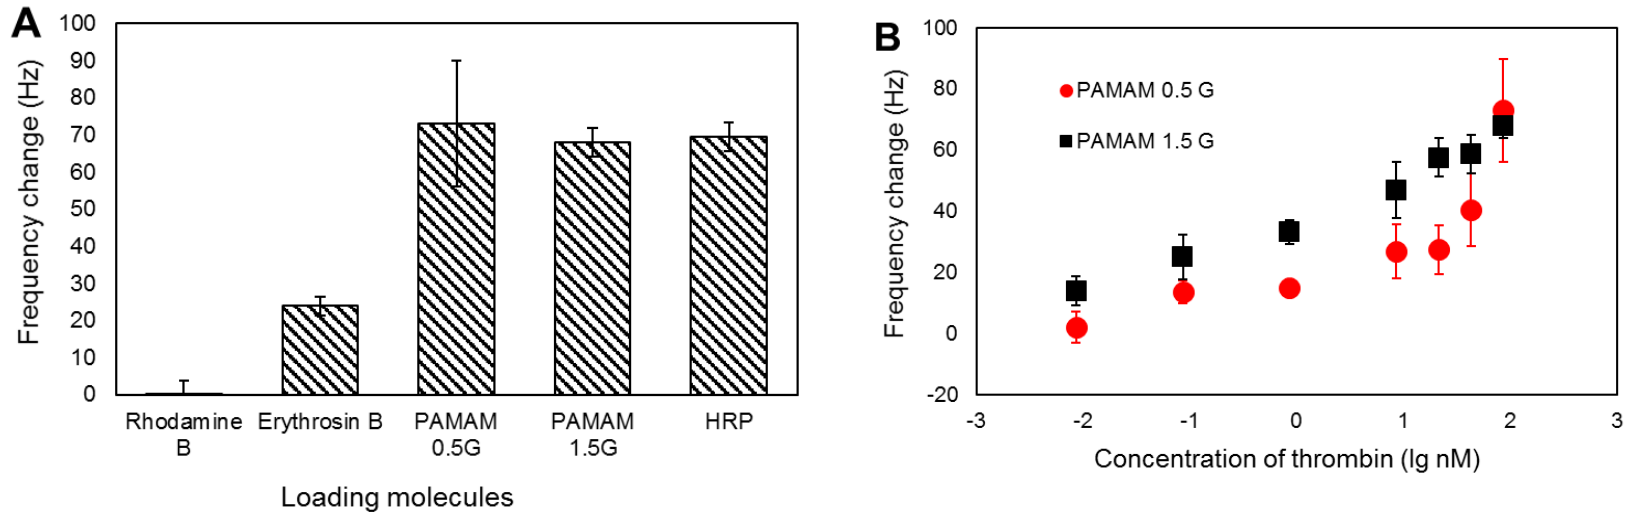 A
Frequency change (Hz)
100
90
80
70
60
50
40
30
20
10
0
Rhodamine
B
Erythrosin B
PAMAM
0.5G
PAMAM
1.5G
HRP
Loading molecules
B
Frequency change (Hz)
100
80
60
40
20
0
-20
PAMAM 0.5 G
PAMAM 1.5 G
-3
-2
-1
0
1
2
3
Concentration of thrombin (lg nM)